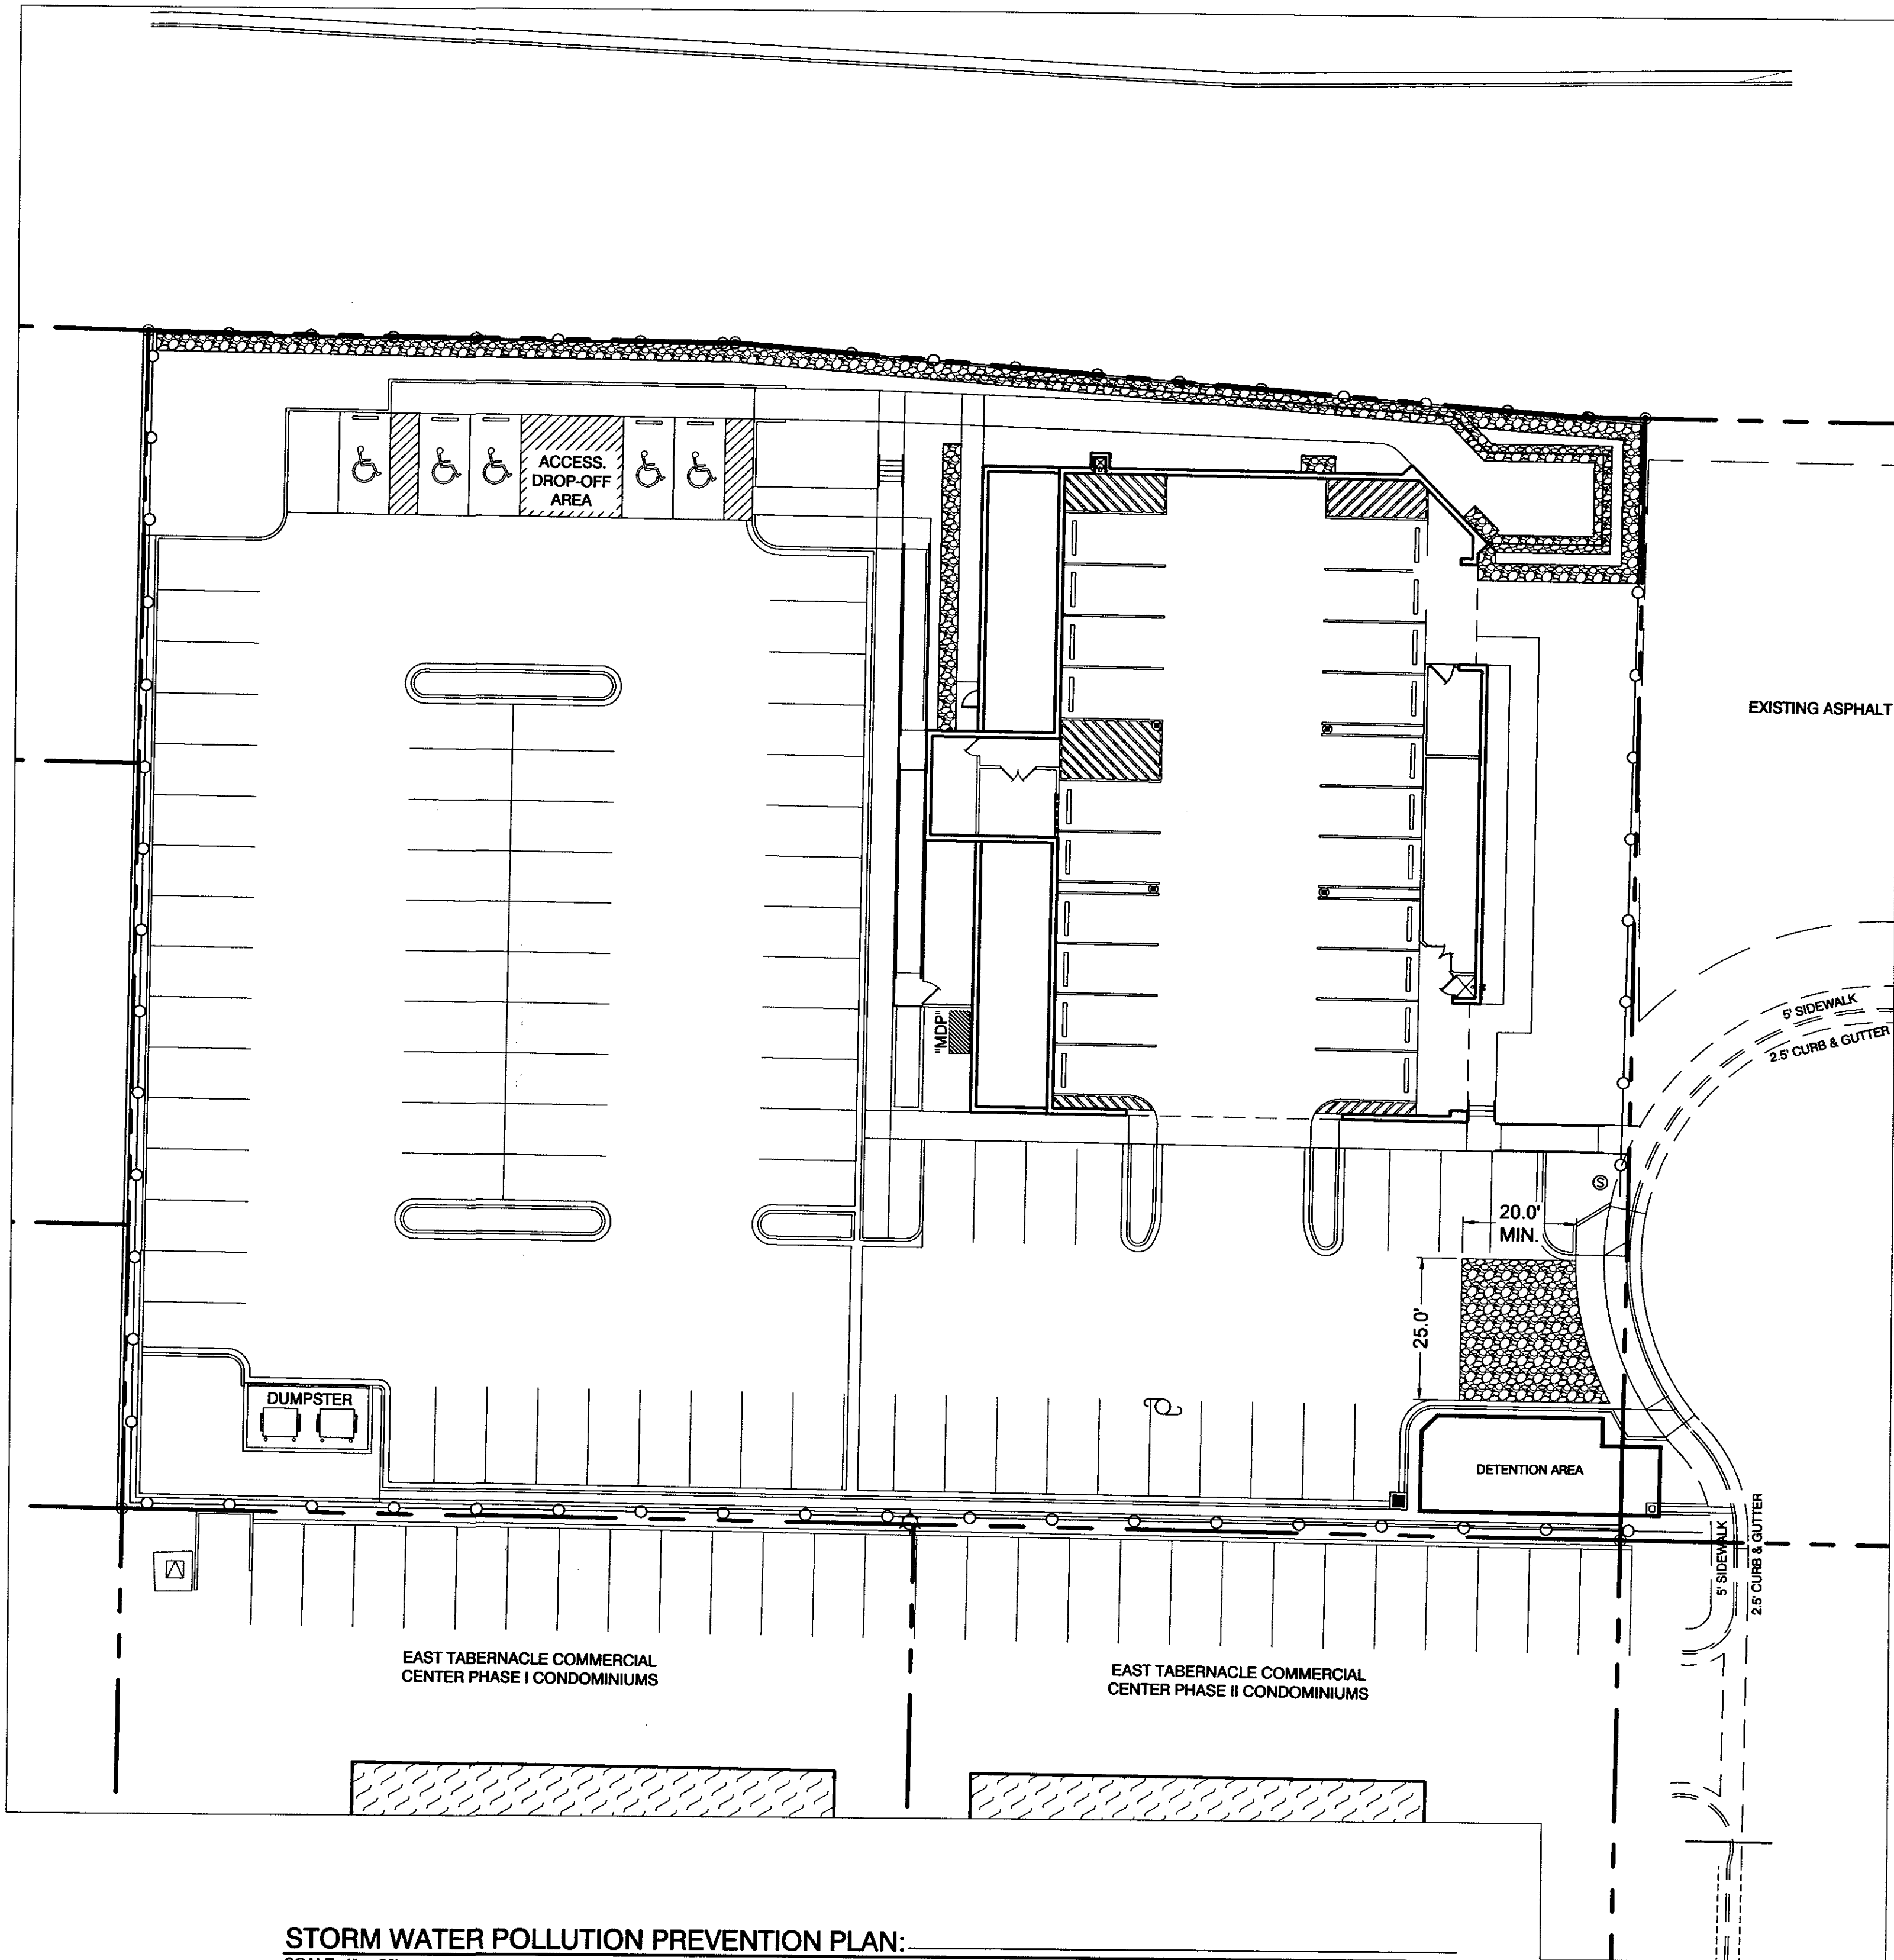 ACCESS.
DROP-OFF
AREA
EXISTING ASPHALT
5' SIDEWALK
2.5' CURB & GUTTER
"MDP"
S
20.0'
MIN.
25.0'
DUMPSTER
DETENTION AREA
5' SIDEWALK
2.5' CURB & GUTTER
EAST TABERNACLE COMMERCIAL
CENTER PHASE I CONDOMINIUMS
EAST TABERNACLE COMMERCIAL
CENTER PHASE II CONDOMINIUMS
STORM WATER POLLUTION PREVENTION PLAN: